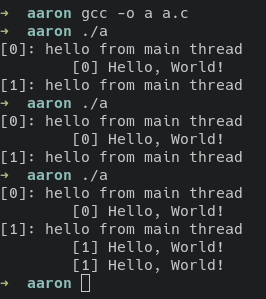 ➜  aaron gcc -o a a.c
➜  aaron ./a
[0]: hello from main thread
        [0] Hello, World!
[1]: hello from main thread
➜  aaron ./a
[0]: hello from main thread
        [0] Hello, World!
[1]: hello from main thread
➜  aaron ./a
[0]: hello from main thread
        [0] Hello, World!
[1]: hello from main thread
        [1] Hello, World!
        [1] Hello, World!
➜  aaron